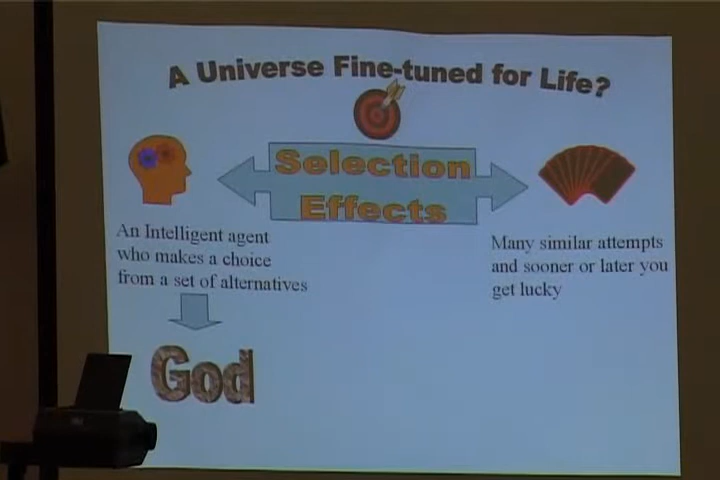 A Universe Fine-tuned for Life?
Selection
Effects
An Intelligent agent
who makes a choice
from a set of alternatives
Many similar attempts
and sooner or later you
get lucky
God